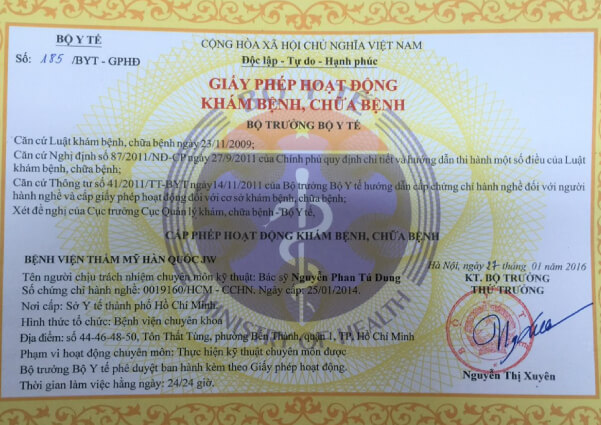 BỘ Y TẾ
Số: 185 /BYT - GPHĐ
CỘNG HÒA XÃ HỘI CHỦ NGHĨA VIỆT NAM
Độc lập - Tự do - Hạnh phúc
GIẤY PHÉP HOẠT ĐỘNG
KHÁM BỆNH, CHỮA BỆNH
BỘ TRƯỞNG BỘ Y TẾ
Căn cứ Luật khám bệnh, chữa bệnh ngày 23/11/2009;
Căn cứ Nghị định số 87/2011/NĐ-CP ngày 27/9/2011 của Chính phủ quy định chi tiết và hướng dẫn thi hành một số điều của Luật
khám bệnh, chữa bệnh;
Căn cứ Thông tư số 41/2011/TT-BYT ngày 14/11/2011 của Bộ trưởng Bộ Y tế hướng dẫn cấp chứng chỉ hành nghề đối với người
hành nghề và cấp giấy phép hoạt động đối với cơ sở khám bệnh, chữa bệnh;
Xét đề nghị của Cục trưởng Cục Quản lý khám, chữa bệnh - Bộ Y tế,
CẤP PHÉP HOẠT ĐỘNG KHÁM BỆNH, CHỮA BỆNH
BỆNH VIỆN THẨM MỸ HÀN QUỐC JW
Tên người chịu trách nhiệm chuyên môn kỹ thuật: Bác sỹ Nguyễn Phan Tú Dung
Số chứng chỉ hành nghề: 0019160/HCM - CCHN. Ngày cấp: 25/01/2014.
Nơi cấp: Sở Y tế thành phố Hồ Chí Minh.
Hình thức tổ chức: Bệnh viện chuyên khoa
Địa điểm: số 44-46-48-50, Tôn Thất Tùng, phường Bến Thành, quận 1, TP. Hồ Chí Minh
Phạm vi hoạt động chuyên môn: Thực hiện kỹ thuật chuyên môn được
Bộ trưởng Bộ Y tế phê duyệt ban hành kèm theo Giấy phép hoạt động.
Thời gian làm việc hằng ngày: 24/24 giờ.
Hà Nội, ngày tháng 01 năm 2016
KT. BỘ TRƯỞNG
THỨ TRƯỞNG
Nguyễn Thị Xuyên
BỘ Y TẾ
MINISTRY OF HEALTH